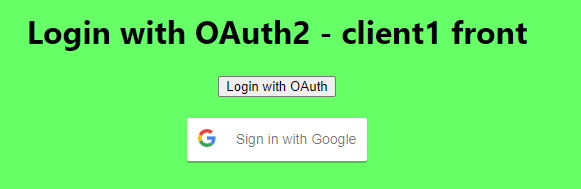 Login with OAuth2 - client1 front
Login with OAuth
Sign in with Google